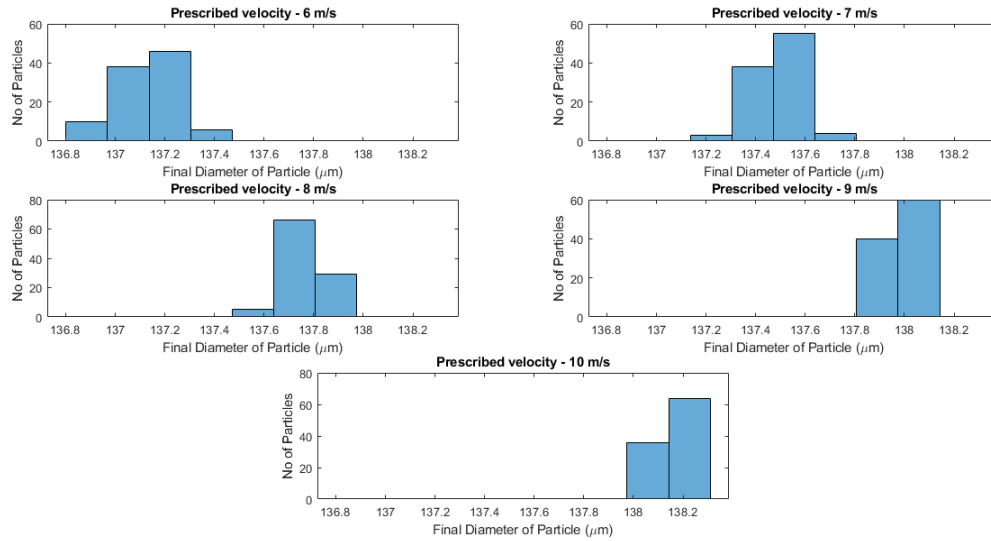 Prescribed velocity - 6 m/s
60
40
20
0
No of Particles
136.8 137 137.2 137.4 137.6 137.8 138 138.2
Final Diameter of Particle (μm)
Prescribed velocity - 7 m/s
60
40
20
0
No of Particles
136.8 137 137.2 137.4 137.6 137.8 138 138.2
Final Diameter of Particle (μm)
Prescribed velocity - 8 m/s
80
60
40
20
0
No of Particles
136.8 137 137.2 137.4 137.6 137.8 138 138.2
Final Diameter of Particle (μm)
Prescribed velocity - 9 m/s
60
40
20
0
No of Particles
136.8 137 137.2 137.4 137.6 137.8 138 138.2
Final Diameter of Particle (μm)
Prescribed velocity - 10 m/s
80
60
40
20
0
No of Particles
136.8 137 137.2 137.4 137.6 137.8 138 138.2
Final Diameter of Particle (μm)